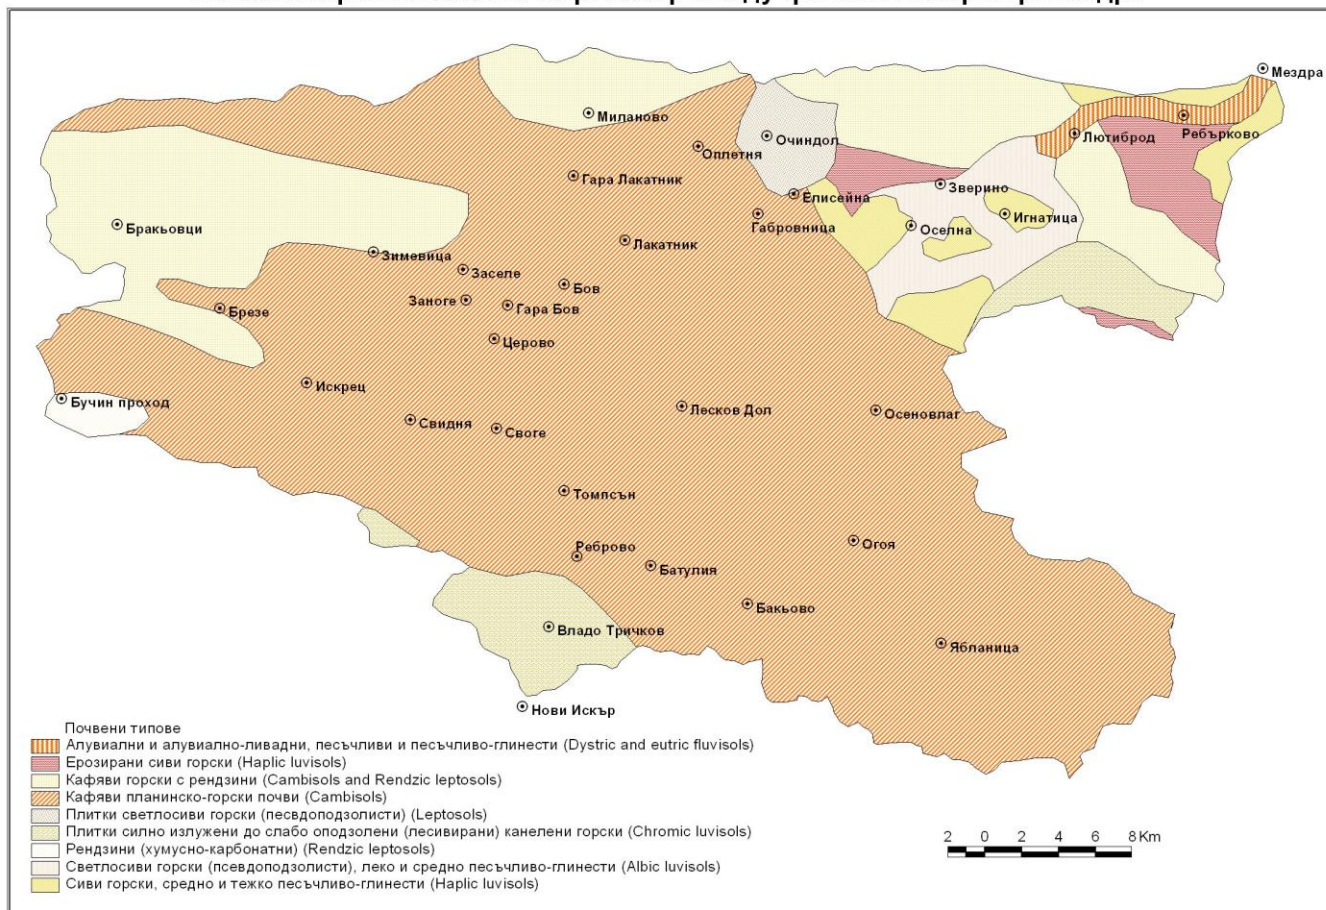 Мездра
Миланово
Очиндол
Лютиброд
Ребърково
Оплетня
Гара Лакатник
Елисейна
Зверино
Игнатица
Бракьовци
Габровница
Оселна
Зимевица
Лакатник
Заселе
Бов
Заноге
Гара Бов
Брезе
Церово
Искрец
Бучин проход
Лесков Дол
Осеновлаг
Свидня
Своге
Томпсън
Огоя
Реброво
Батулия
Бакьово
Владо Тричков
Ябланица
Нови Искър
Почвени типове
Алувиални и алувиално-ливадни, песъчливи и песъчливо-глинести (Dystric and eutric fluvisols)
Ерозирани сиви горски (Haplic luvisols)
Кафяви горски с рендзини (Cambisols and Rendzic leptosols)
Кафяви планинско-горски почви (Cambisols)
Плитки светлосиви горски (песвдоподзолисти) (Leptosols)
Плитки силно излужени до слабо оподзолени (лесивирани) канелени горски (Chromic luvisols)
Рендзини (хумусно-карбонатни) (Rendzic leptosols)
Светлосиви горски (псевдоподзолисти), леко и средно песъчливо-глинести (Albic luvisols)
Сиви горски, средно и тежко песъчливо-глинести (Haplic luvisols)
2 0 2 4 6 8 Km